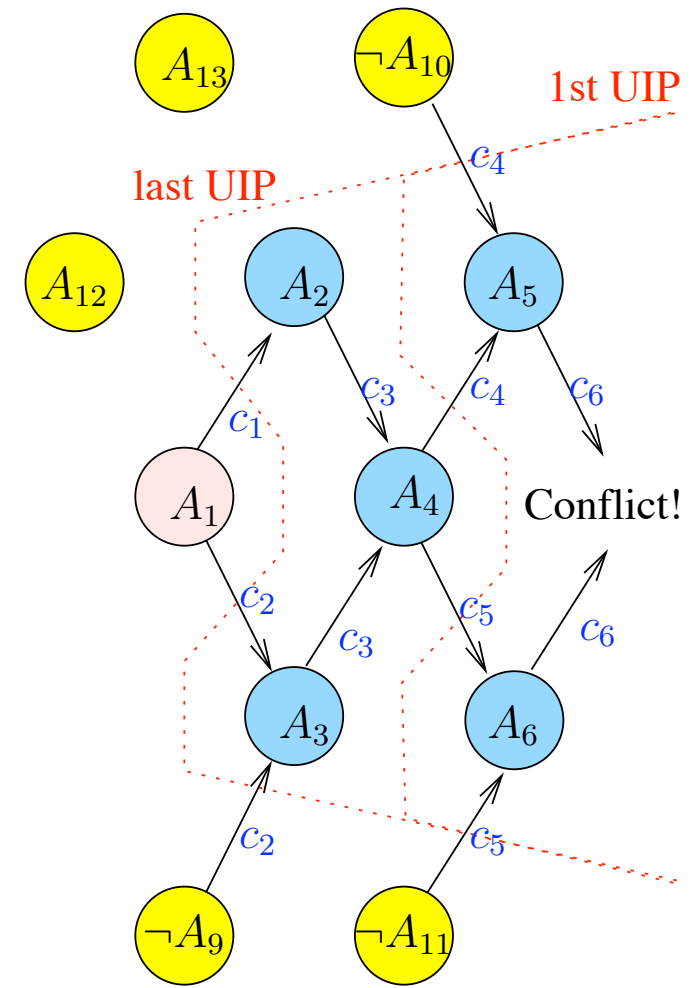 A₁₃
¬A₁₀
1st UIP
c₄
last UIP
A₁₂
A₂
A₅
c₁
c₃
c₄
c₆
A₁
A₄
Conflict!
c₂
c₃
c₅
c₆
A₃
A₆
c₂
c₅
¬A₉
¬A₁₁